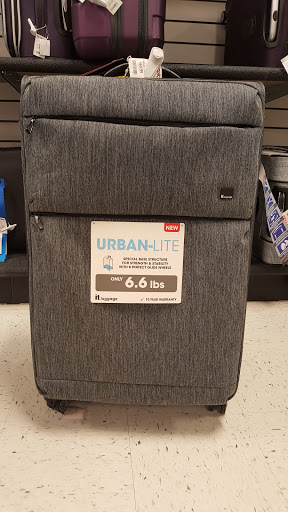 NEW
URBAN-LITE
SPECIAL BASE STRUCTURE
FOR STRENGTH & STABILITY
WITH 8 PERFECT GLIDE WHEELS
ONLY 6.6 lbs
it luggage
10 YEAR WARRANTY